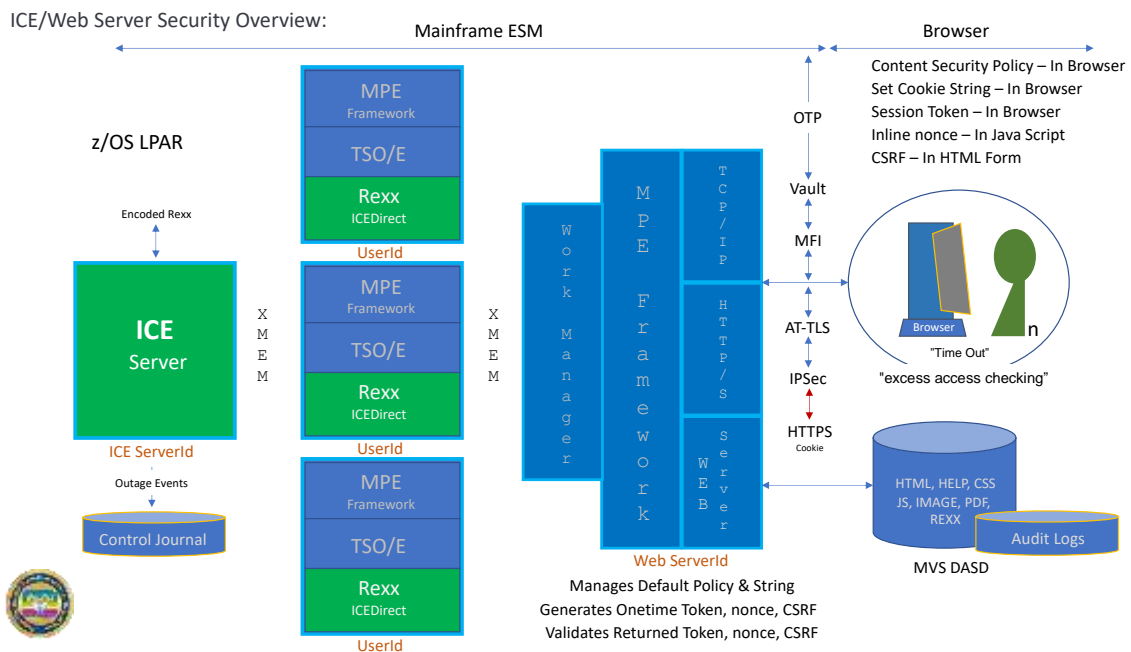 ICE/Web Server Security Overview:
Mainframe ESM
Browser
Content Security Policy – In Browser
Set Cookie String – In Browser
Session Token – In Browser
Inline nonce – In Java Script
CSRF – In HTML Form
z/OS LPAR
Encoded Rexx
ICE
Server
ICE ServerId
Outage Events
Control Journal
XMEM
MPE
Framework
TSO/E
Rexx
ICEDirect
UserId
MPE
Framework
TSO/E
Rexx
ICEDirect
UserId
MPE
Framework
TSO/E
Rexx
ICEDirect
UserId
XMEM
Work Manager
MPE Framework
TCP/IP
HTTP/S
WEB
Server
Web ServerId
Manages Default Policy & String
Generates Onetime Token, nonce, CSRF
Validates Returned Token, nonce, CSRF
OTP
Vault
MFI
AT-TLS
IPSec
HTTPS
Cookie
Browser
n
"Time Out"
"excess access checking”
HTML, HELP, CSS
JS, IMAGE, PDF,
REXX
Audit Logs
MVS DASD